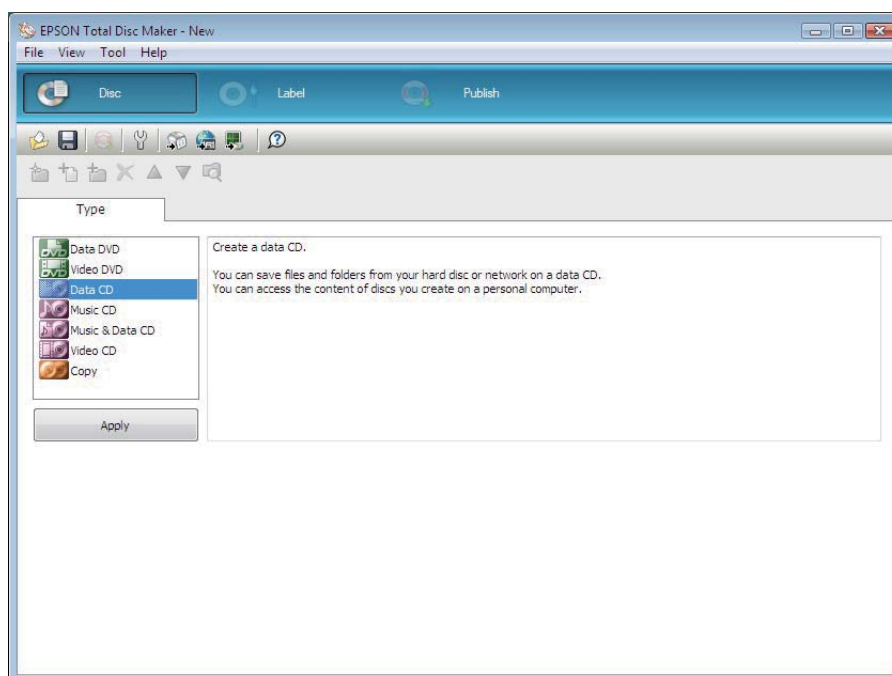 EPSON Total Disc Maker - New
File View Tool Help
Disc Label Publish
Type
Data DVD
Video DVD
Data CD
Music CD
Music & Data CD
Video CD
Copy
Apply
Create a data CD.
You can save files and folders from your hard disc or network on a data CD.
You can access the content of discs you create on a personal computer.